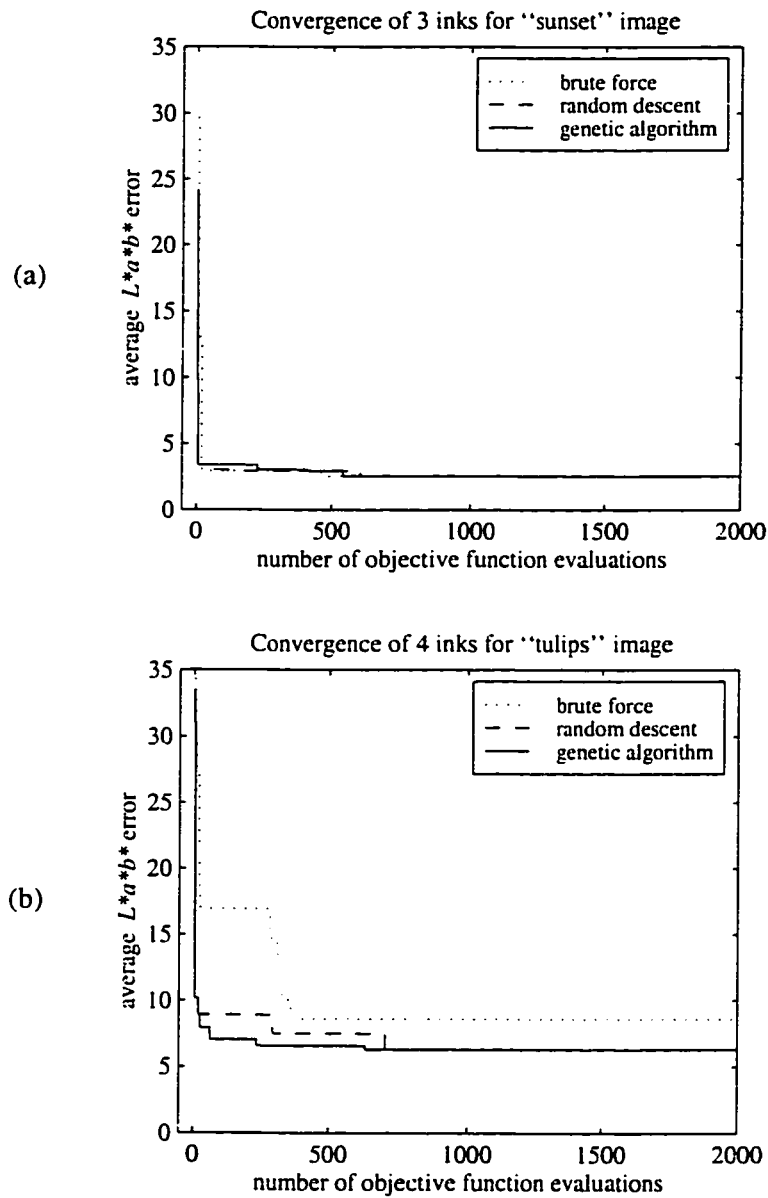 Convergence of 3 inks for ‘‘sunset’’ image
35
30
25
20
15
10
5
0
average L*a*b* error
(a)
brute force
random descent
genetic algorithm
0 500 1000 1500 2000
number of objective function evaluations
Convergence of 4 inks for ‘‘tulips’’ image
35
30
25
20
15
10
5
0
average L*a*b* error
(b)
brute force
random descent
genetic algorithm
0 500 1000 1500 2000
number of objective function evaluations